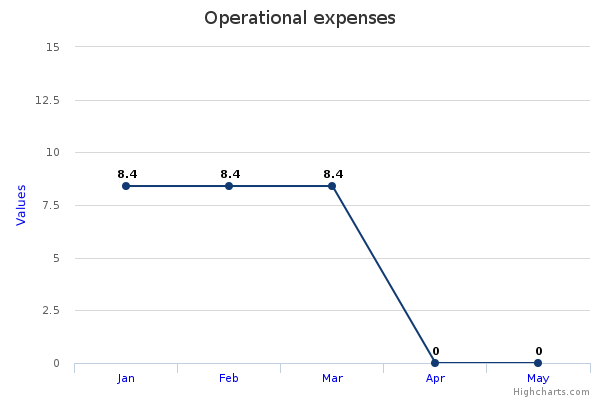 Operational expenses
15
12.5
10
7.5
5
2.5
0
Values
8.4 8.4 8.4 0 0
Jan Feb Mar Apr May
Highcharts.com